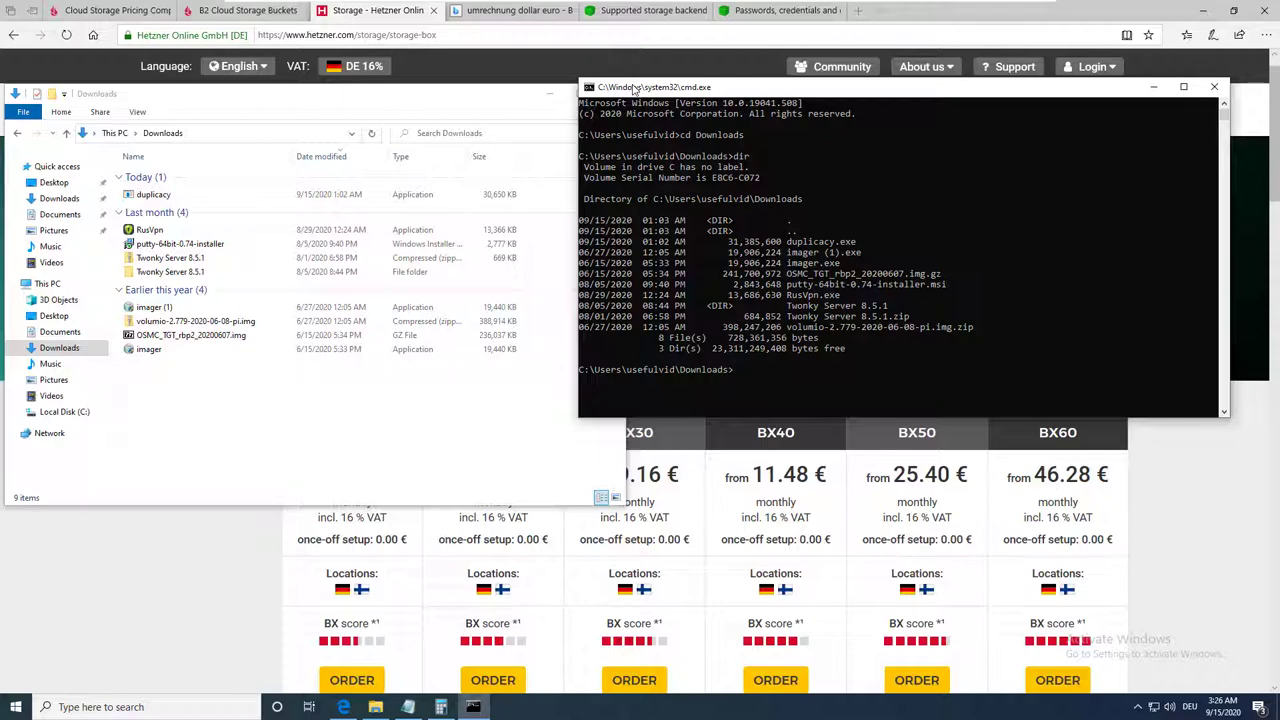 Cloud Storage Pricing Comp
B2 Cloud Storage Buckets
Storage - Hetzner Onlin
umrechnung dollar euro - B
Supported storage backend
Passwords, credentials and
Hetzner Online GmbH [DE]
https://www.hetzner.com/storage/storage-box
Language: English VAT: DE 16%
Community About us Support Login
Downloads
File Home Share View
This PC Downloads
Search Downloads
Name Date modified Type Size
Quick access
Desktop
Downloads
Documents
Pictures
Music
Videos
This PC
3D Objects
Desktop
Documents
Downloads
Music
Pictures
Videos
Local Disk (C:)
Network
Today (1)
duplicacy 9/15/2020 1:02 AM Application 30,650 KB
Last month (4)
RusVpn 8/29/2020 12:24 AM Application 13,366 KB
putty-64bit-0.74-installer 8/5/2020 9:40 PM Windows Installer ... 2,777 KB
Twonky Server 8.5.1 8/1/2020 6:58 PM Compressed (zipp... 669 KB
Twonky Server 8.5.1 8/5/2020 8:44 PM File folder
Earlier this year (4)
imager (1) 6/27/2020 12:05 AM Application 19,440 KB
volumio-2.779-2020-06-08-pi.img 6/27/2020 12:05 AM Compressed (zipp... 388,914 KB
OSMC_TGT_rbp2_20200607.img 6/15/2020 5:34 PM GZ File 236,037 KB
imager 6/15/2020 5:33 PM Application 19,440 KB
9 items
C:\Windows\system32\cmd.exe
Microsoft Windows [Version 10.0.19041.508]
(c) 2020 Microsoft Corporation. All rights reserved.
C:\Users\usefulvid>cd Downloads
C:\Users\usefulvid\Downloads>dir
Volume in drive C has no label.
Volume Serial Number is E8C6-C072
Directory of C:\Users\usefulvid\Downloads
09/15/2020 01:03 AM <DIR> .
09/15/2020 01:03 AM <DIR> ..
09/15/2020 01:02 AM 31,385,600 duplicacy.exe
06/27/2020 12:05 AM 19,906,224 imager (1).exe
06/15/2020 05:33 PM 19,906,224 imager.exe
06/15/2020 05:34 PM 241,700,972 OSMC_TGT_rbp2_20200607.img.gz
08/05/2020 09:40 PM 2,843,648 putty-64bit-0.74-installer.msi
08/29/2020 12:24 AM 13,686,630 RusVpn.exe
08/05/2020 08:44 PM <DIR> Twonky Server 8.5.1
08/01/2020 06:58 PM 684,852 Twonky Server 8.5.1.zip
06/27/2020 12:05 AM 398,247,206 volumio-2.779-2020-06-08-pi.img.zip
8 File(s) 728,361,356 bytes
3 Dir(s) 23,311,249,408 bytes free
C:\Users\usefulvid\Downloads>
BX40 BX50 BX60
from 11.48 € from 25.40 € from 46.28 €
monthly monthly monthly monthly
incl. 16 % VAT incl. 16 % VAT incl. 16 % VAT incl. 16 % VAT incl. 16 % VAT incl. 16 % VAT
once-off setup: 0.00 € once-off setup: 0.00 € once-off setup: 0.00 € once-off setup: 0.00 € once-off setup: 0.00 € once-off setup: 0.00 €
Locations: Locations: Locations: Locations: Locations: Locations:
BX score *¹ BX score *¹ BX score *¹ BX score *¹ BX score *¹ BX score *¹
Activate Windows
Go to Settings to activate Windows.
ORDER ORDER ORDER ORDER ORDER ORDER
Type here to search
DEU
3:26 AM
9/15/2020
3